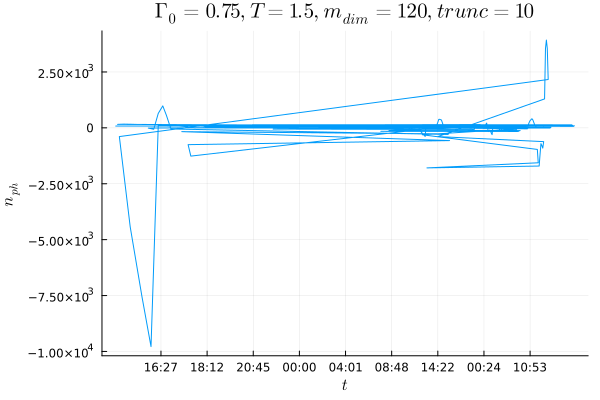 Γ₀ = 0.75, T = 1.5, m_dim = 120, trunc = 10
2.50×10³
0
−2.50×10³
−5.00×10³
−7.50×10³
−1.00×10⁴
n_ph
16:27 18:12 20:45 00:00 04:01 08:48 14:22 00:24 10:53
t